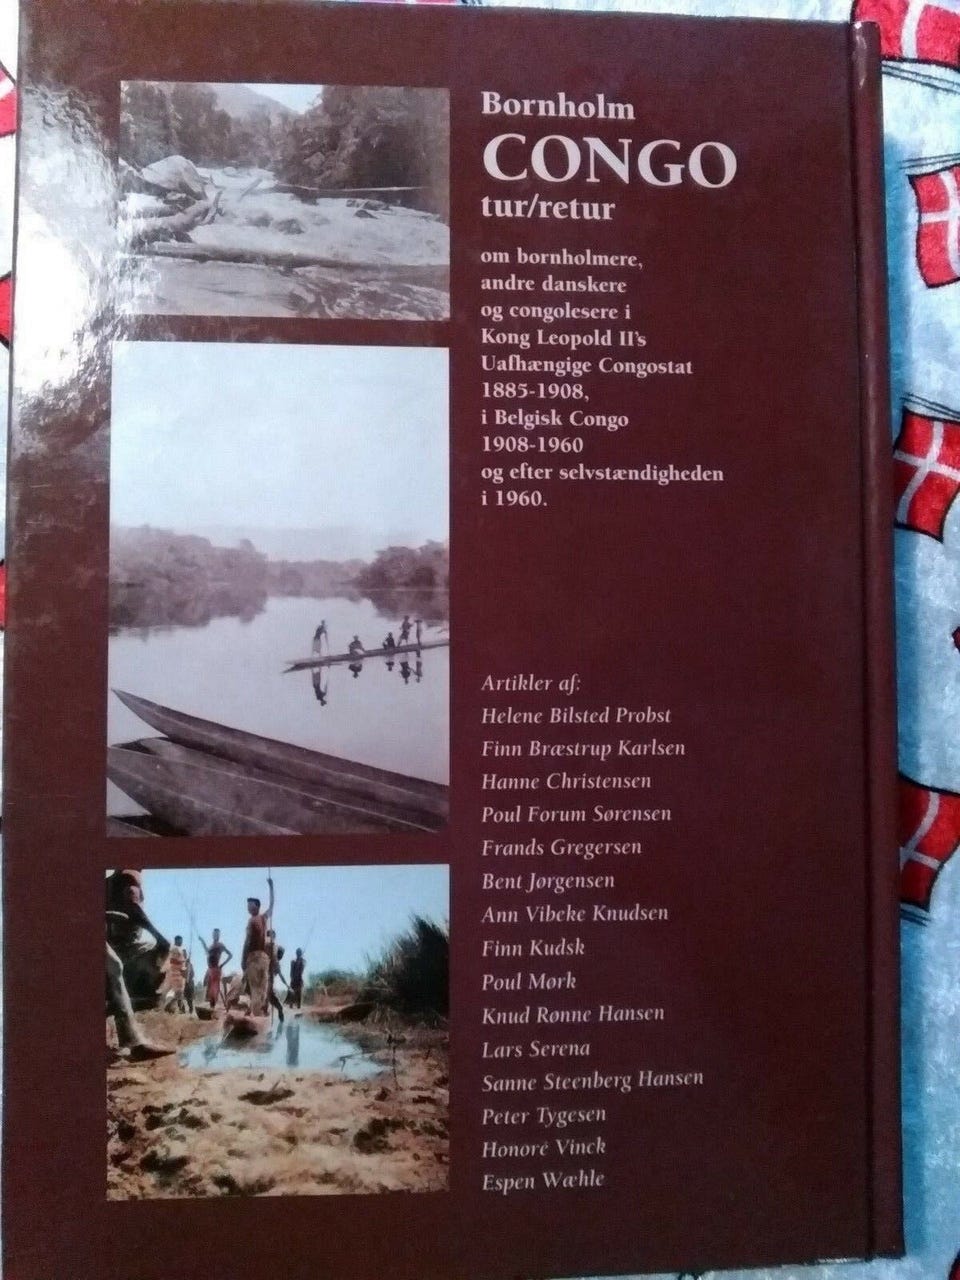 Bornholm
CONGO
tur/retur
om bornholmere,
andre danskere
og congolesere i
Kong Leopold II's
Uafhængige Congostat
1885-1908,
i Belgisk Congo
1908-1960
og efter selvstændigheden
i 1960.
Artikler af:
Helene Bilsted Probst
Finn Bræstrup Karlsen
Hanne Christensen
Poul Forum Sørensen
Frands Gregersen
Bent Jørgensen
Ann Vibeke Knudsen
Finn Kudsk
Poul Mørk
Knud Rønne Hansen
Lars Serena
Sanne Steenberg Hansen
Peter Tygesen
Honoré Vinck
Espen Wæhle